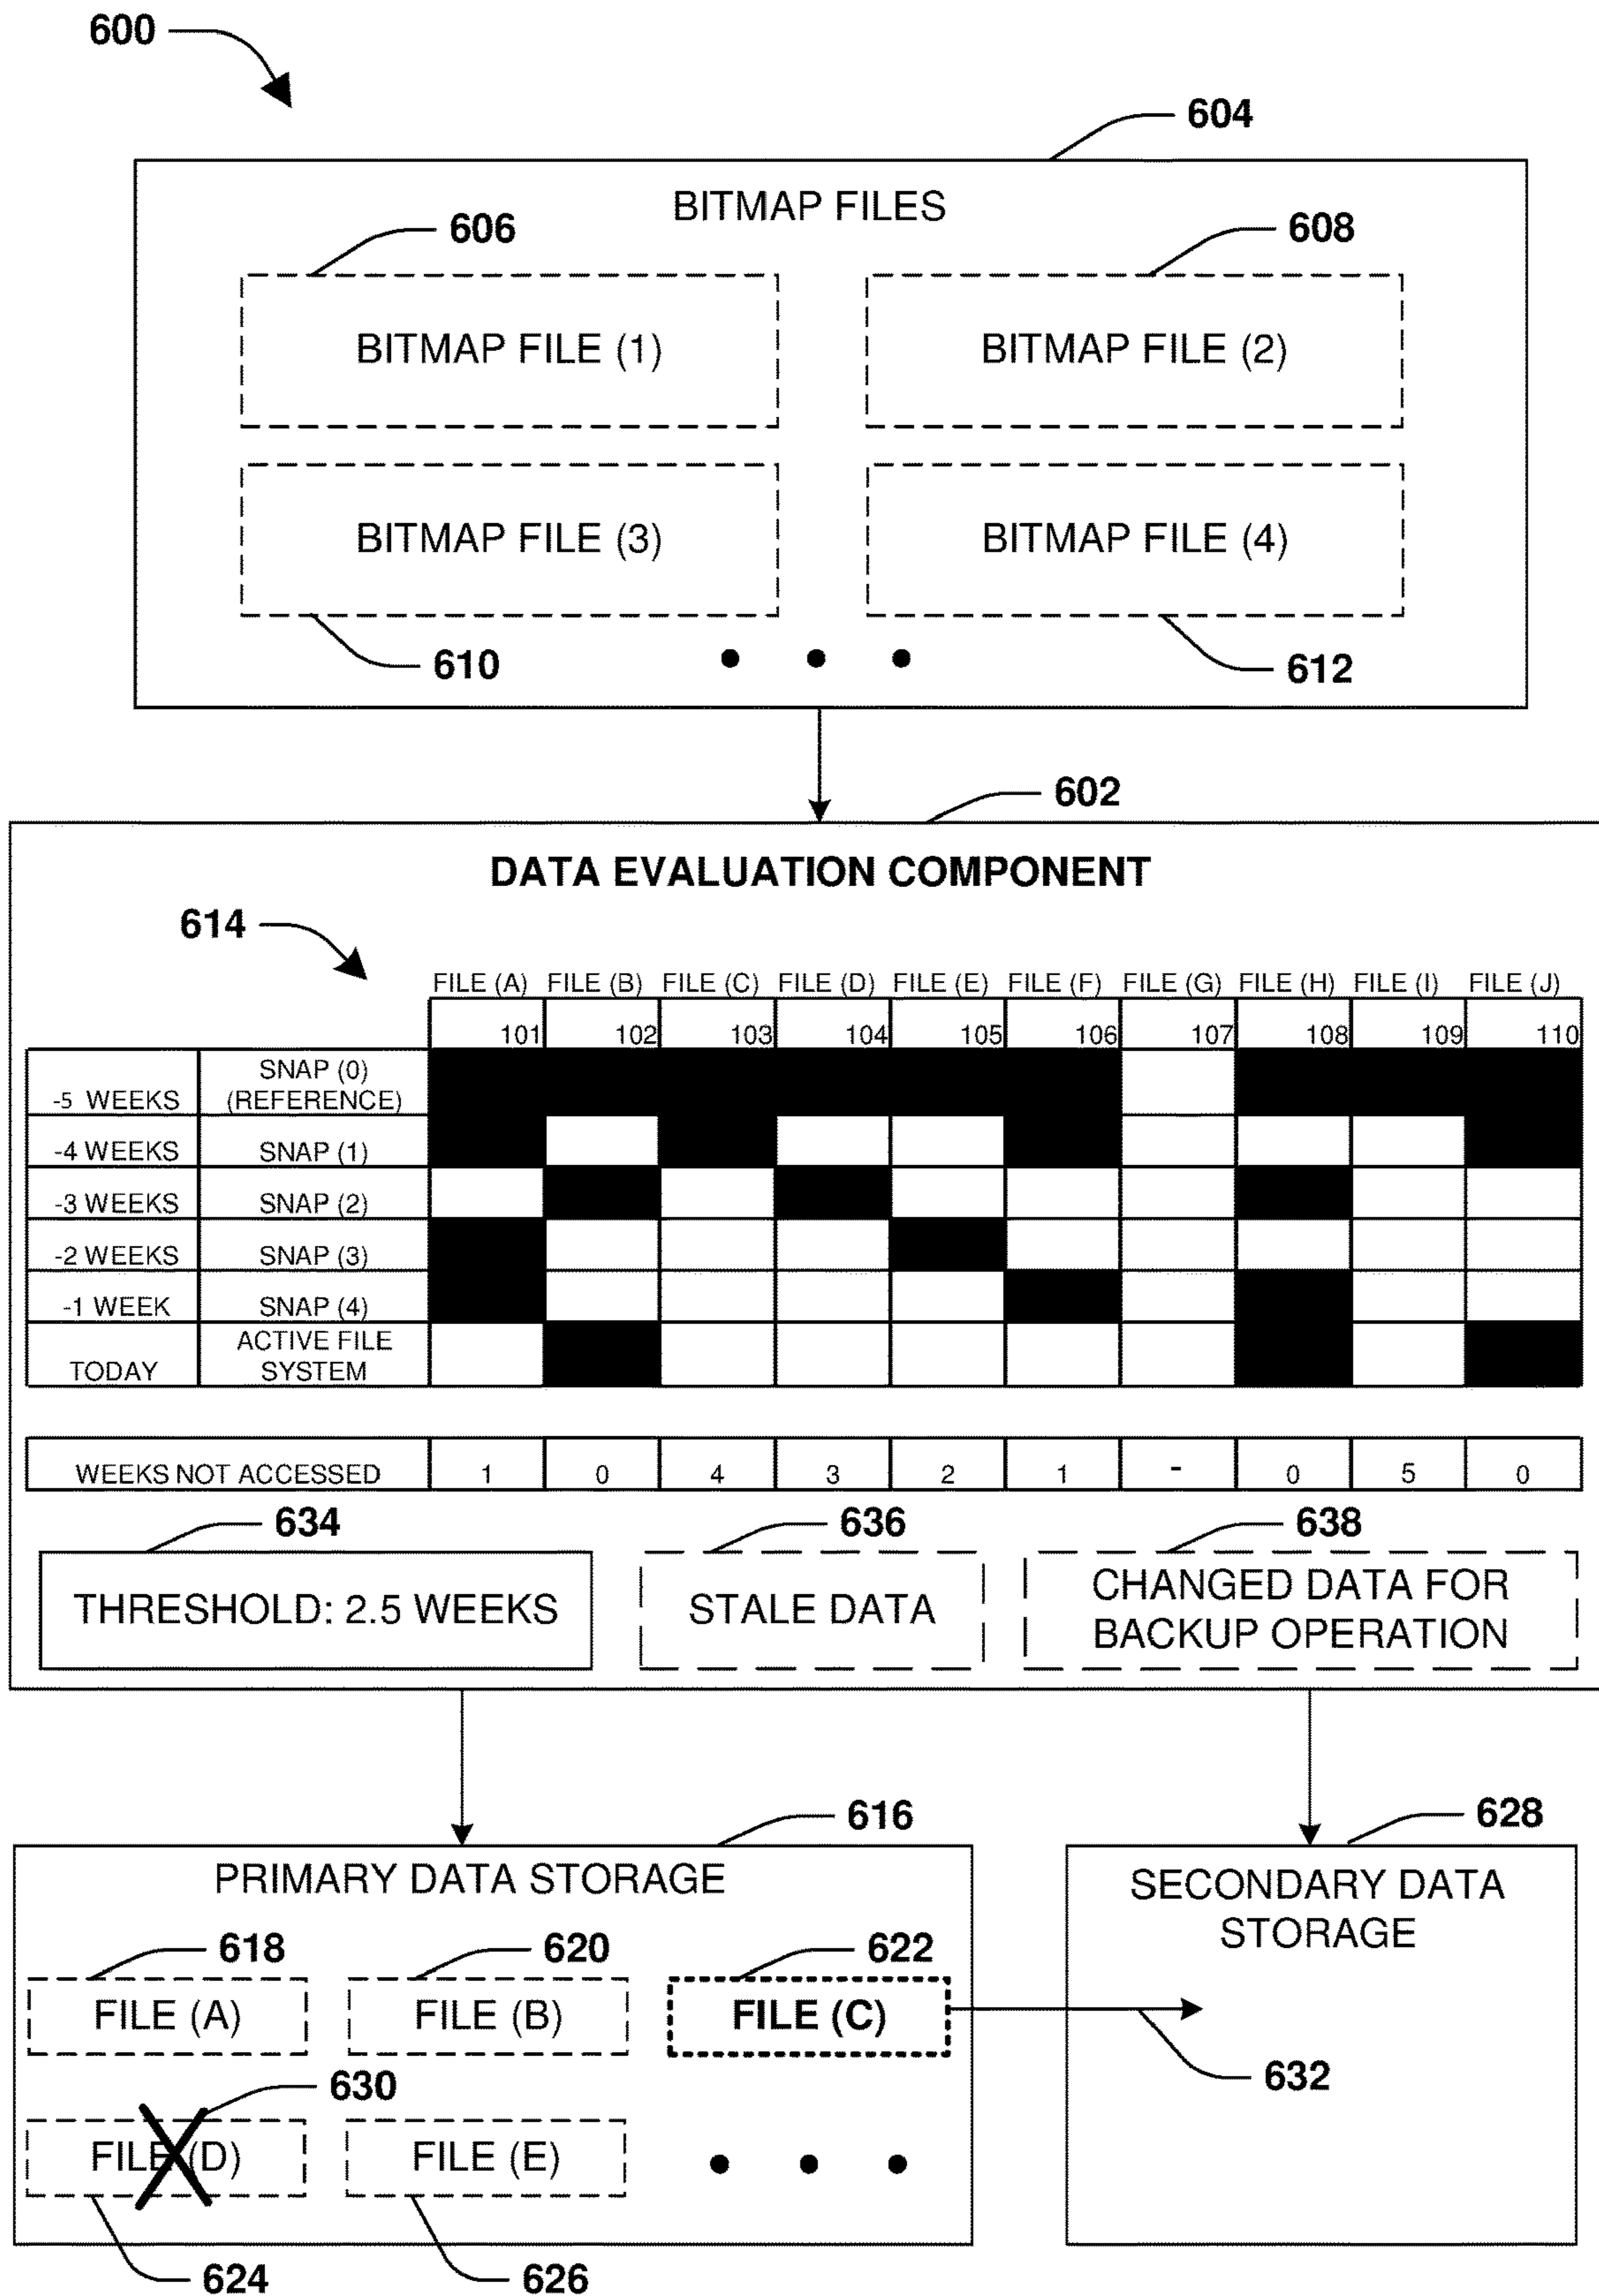 600
604
BITMAP FILES
606
608
BITMAP FILE (1)
BITMAP FILE (2)
BITMAP FILE (3)
BITMAP FILE (4)
610
612
602
DATA EVALUATION COMPONENT
614
FILE (A) FILE (B) FILE (C) FILE (D) FILE (E) FILE (F) FILE (G) FILE (H) FILE (I) FILE (J)
101 102 103 104 105 106 107 108 109 110
SNAP (0)
-5 WEEKS (REFERENCE)
-4 WEEKS SNAP (1)
-3 WEEKS SNAP (2)
-2 WEEKS SNAP (3)
-1 WEEK SNAP (4)
ACTIVE FILE
TODAY SYSTEM
WEEKS NOT ACCESSED 1 0 4 3 2 1 - 0 5 0
634
636
638
THRESHOLD: 2.5 WEEKS
STALE DATA
CHANGED DATA FOR
BACKUP OPERATION
616
628
PRIMARY DATA STORAGE
SECONDARY DATA
STORAGE
618
620
622
FILE (A)
FILE (B)
FILE (C)
632
630
FILE (D)
FILE (E)
624
626